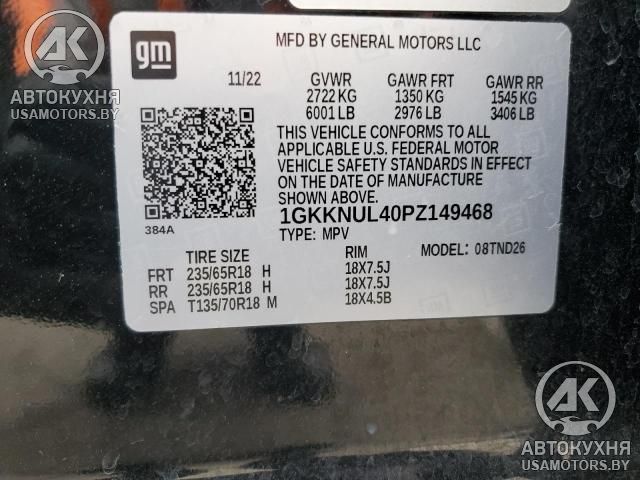 gm
MFD BY GENERAL MOTORS LLC
11/22 GVWR GAWR FRT GAWR RR
2722 KG 1350 KG 1545 KG
6001 LB 2976 LB 3406 LB
THIS VEHICLE CONFORMS TO ALL
APPLICABLE U.S. FEDERAL MOTOR
VEHICLE SAFETY STANDARDS IN EFFECT
ON THE DATE OF MANUFACTURE
SHOWN ABOVE.
1GKKNUL40PZ149468
384A
TYPE: MPV
MODEL: 08TND26
TIRE SIZE RIM
FRT 235/65R18 H 18X7.5J
RR 235/65R18 H 18X7.5J
SPA T135/70R18 M 18X4.5B
АК
АВТОКУХНЯ
USAMOTORS.BY
АК
АВТОКУХНЯ
USAMOTORS.BY